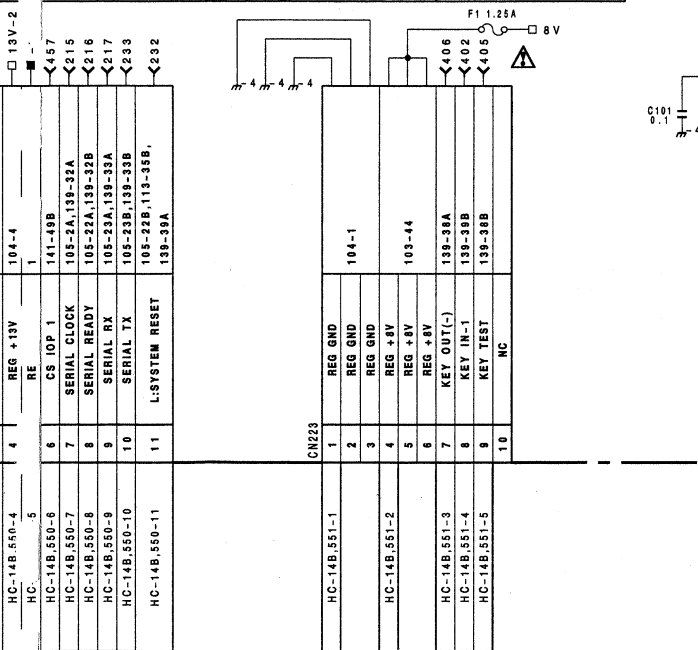 F1 1.25A
8V
13V-2
457
215
216
217
233
232
4
4
4
406
402
405
C101
0.1
4
104-4
1
141-49B
105-2A,139-32A
105-22A,139-32B
105-23A,139-33A
105-23B,139-33B
105-22B,113-35B,
139-39A
104-1
103-44
139-38A
139-39B
139-38B
REG +13V
RE
CS IOP 1
SERIAL CLOCK
SERIAL READY
SERIAL RX
SERIAL TX
L:SYSTEM RESET
REG GND
REG GND
REG GND
REG +8V
REG +8V
REG +8V
KEY OUT(-)
KEY IN-1
KEY TEST
NC
4
6
7
8
9
10
11
CN223
1
2
3
4
5
6
7
8
9
10
HC-14B,550-4
HC
5
HC-14B,550-6
HC-14B,550-7
HC-14B,550-8
HC-14B,550-9
HC-14B,550-10
HC-14B,550-11
HC-14B,551-1
HC-14B,551-2
HC-14B,551-3
HC-14B,551-4
HC-14B,551-5